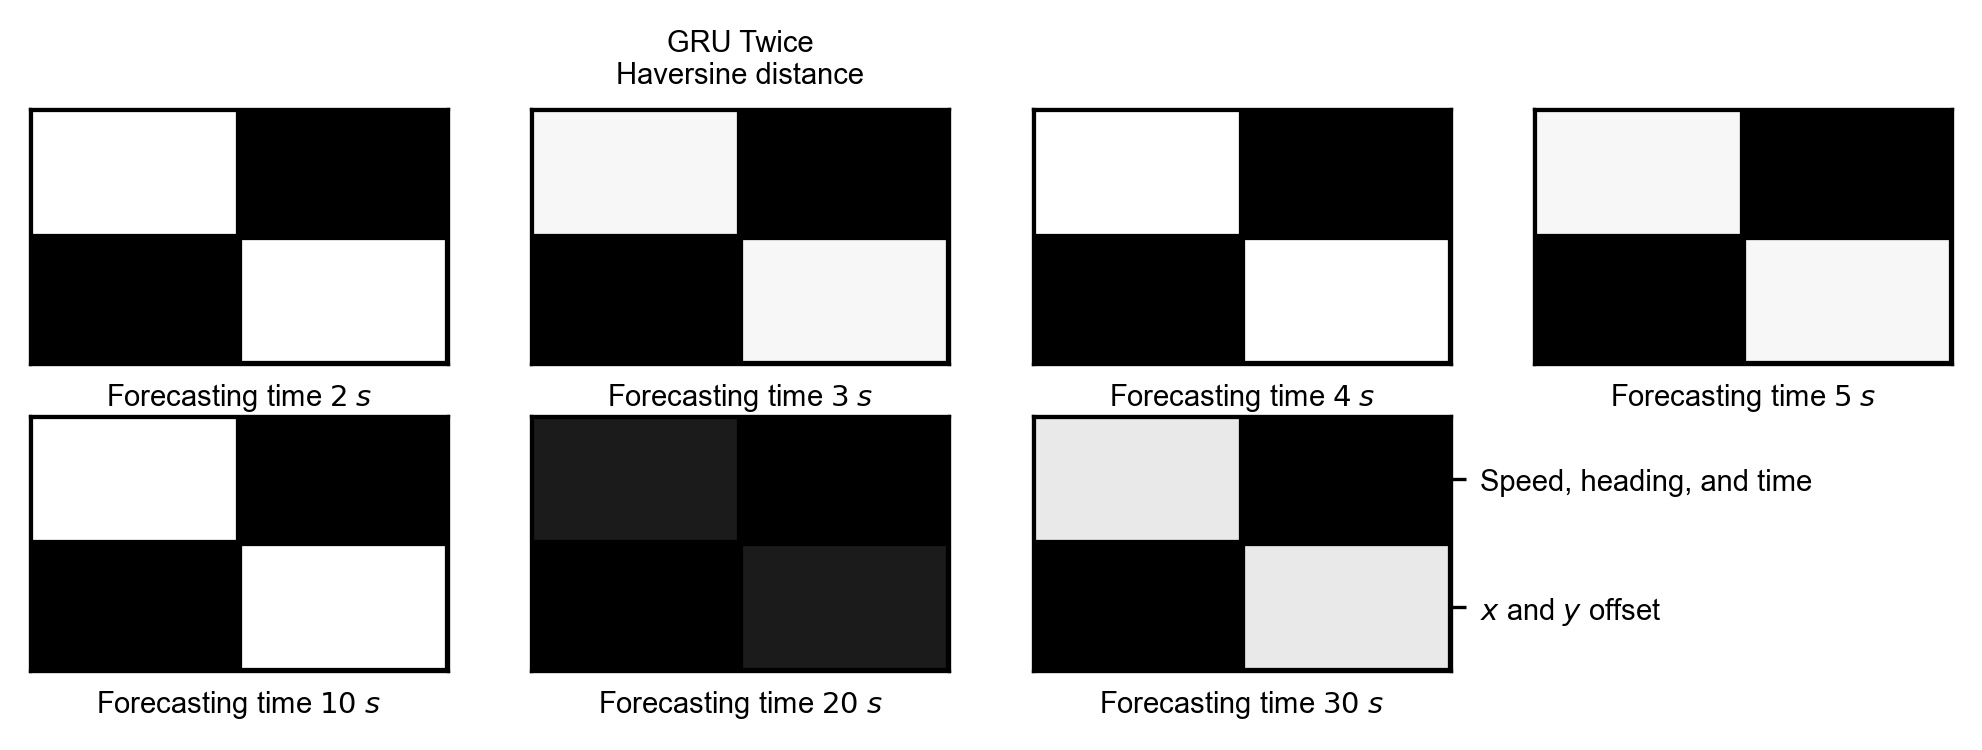 GRU Twice
Haversine distance
Forecasting time 2 s
Forecasting time 3 s
Forecasting time 4 s
Forecasting time 5 s
Speed, heading, and time
x and y offset
Forecasting time 10 s
Forecasting time 20 s
Forecasting time 30 s